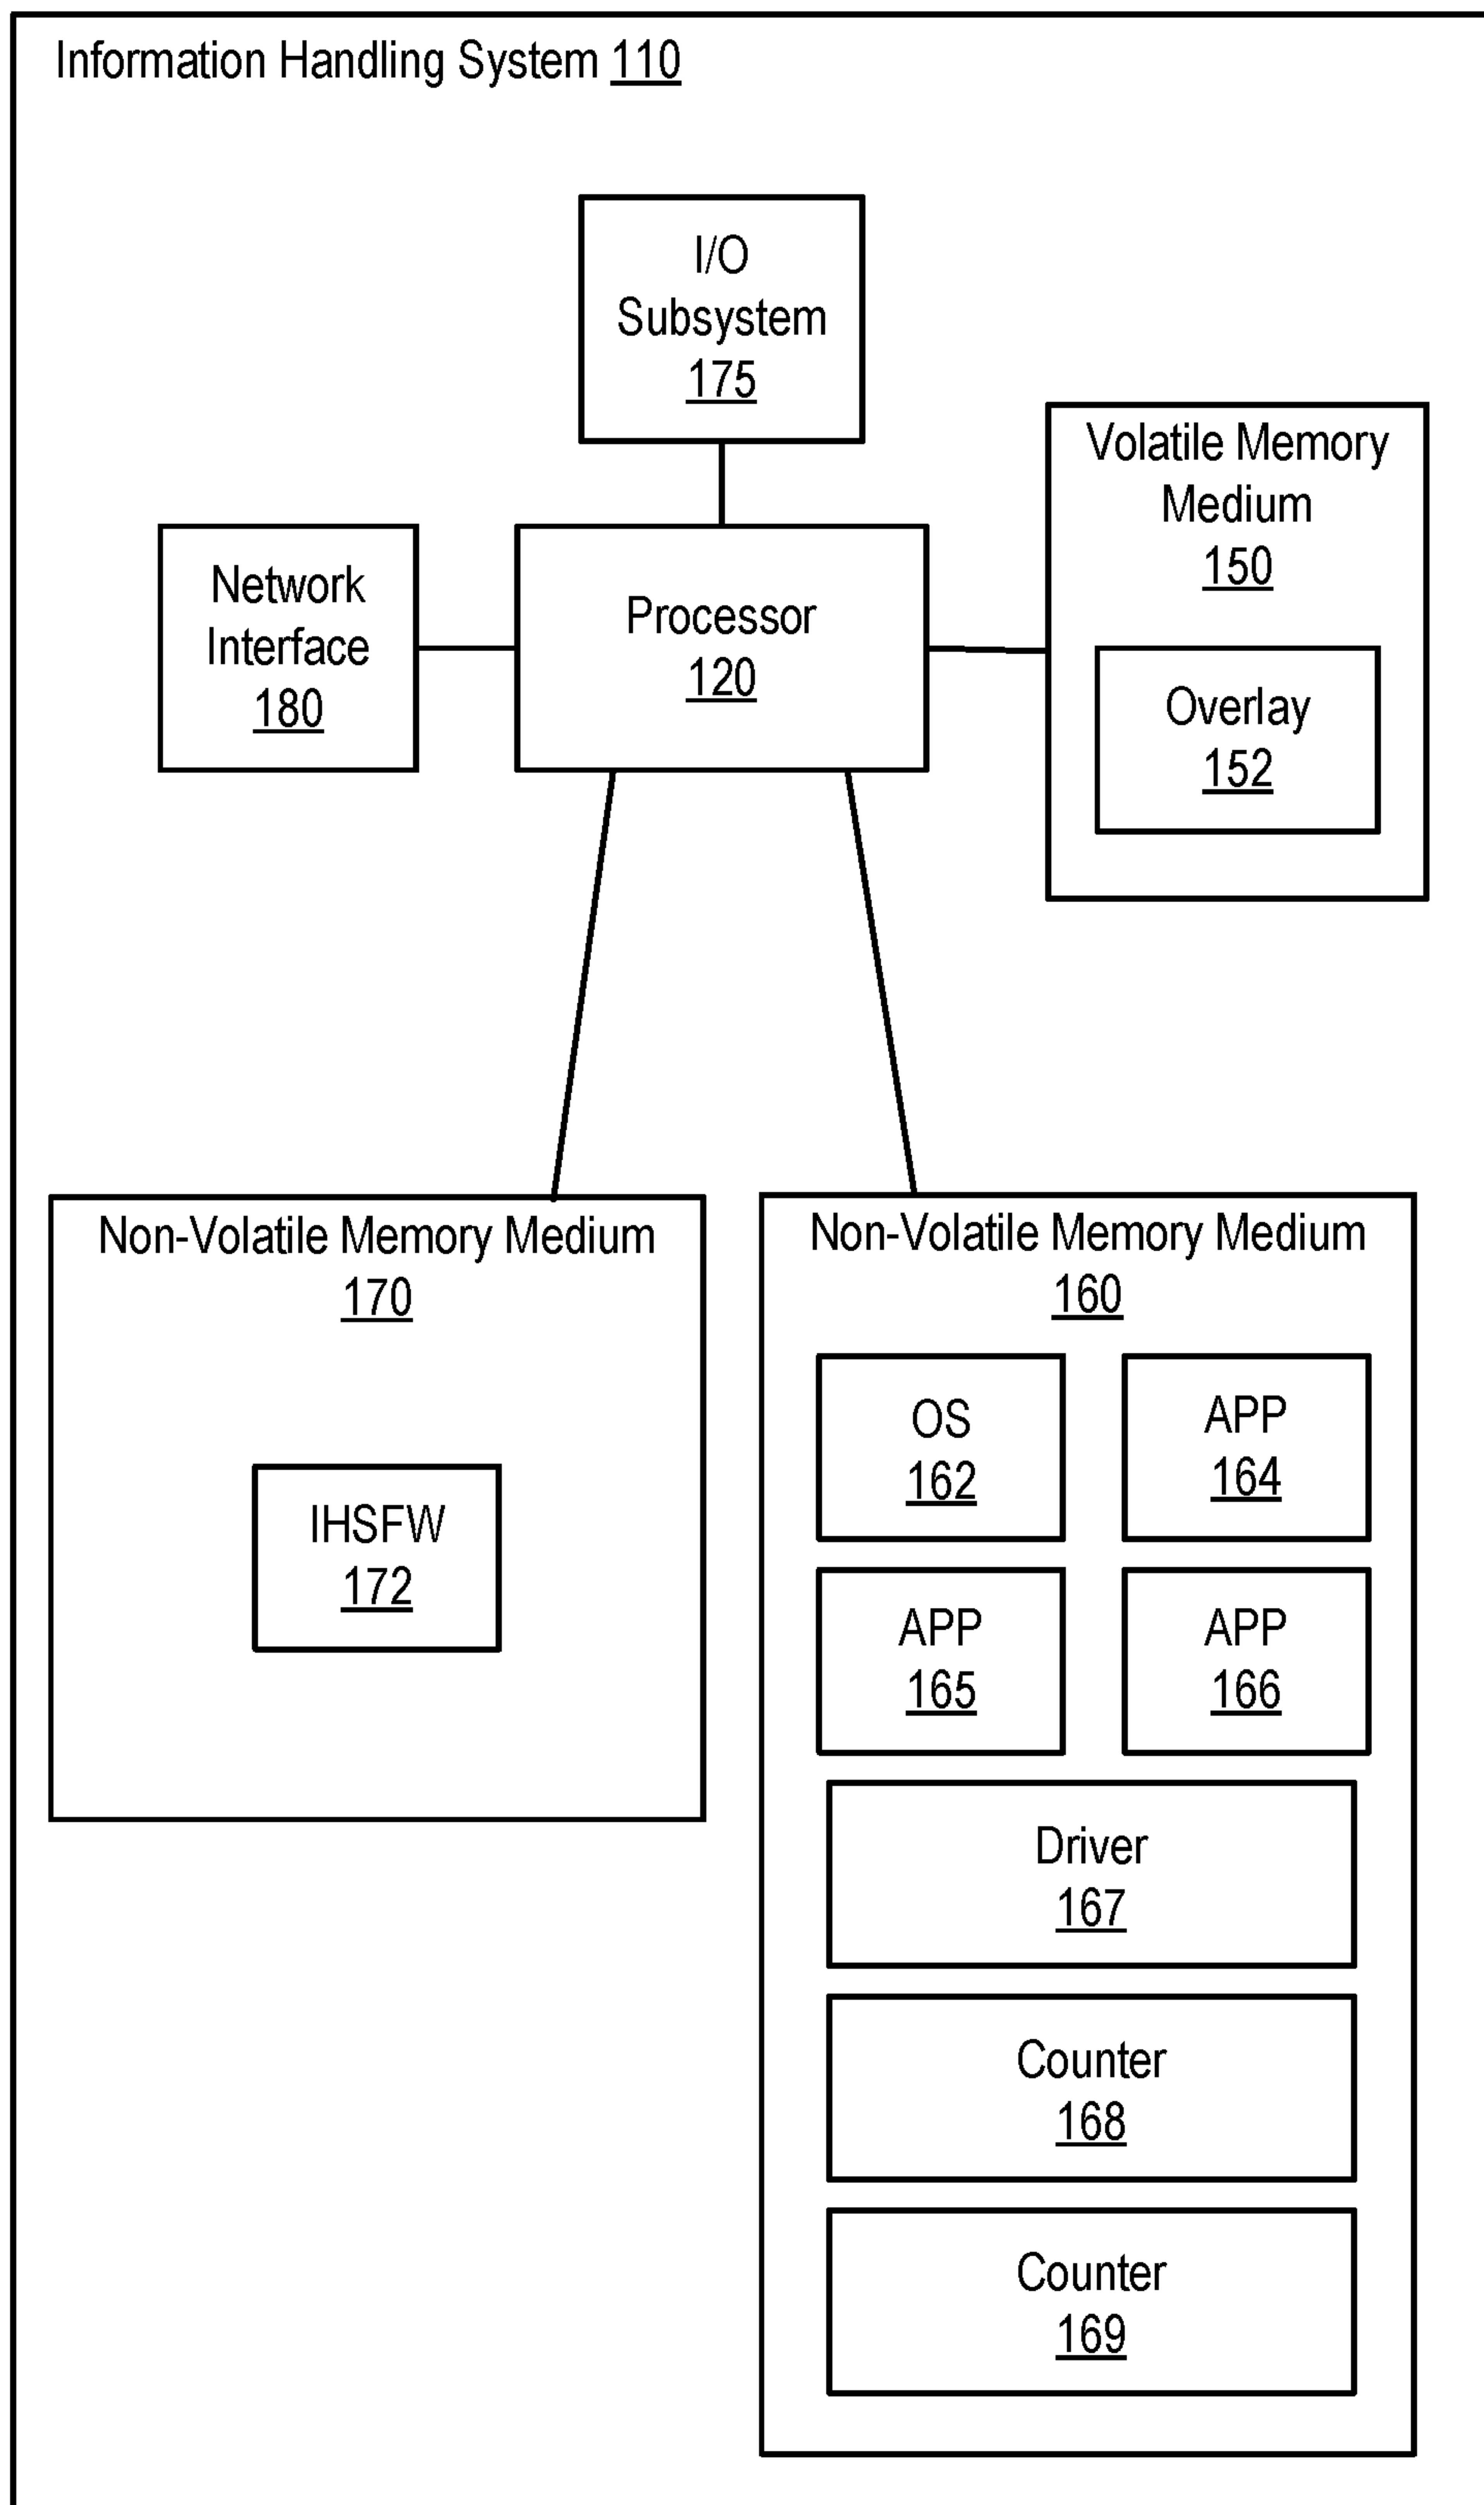 Information Handling System 110
I/O
Subsystem
175
Volatile Memory
Medium
150
Network
Interface
180
Processor
120
Overlay
152
Non-Volatile Memory Medium
170
IHSFW
172
Non-Volatile Memory Medium
160
OS
162
APP
164
APP
165
APP
166
Driver
167
Counter
168
Counter
169